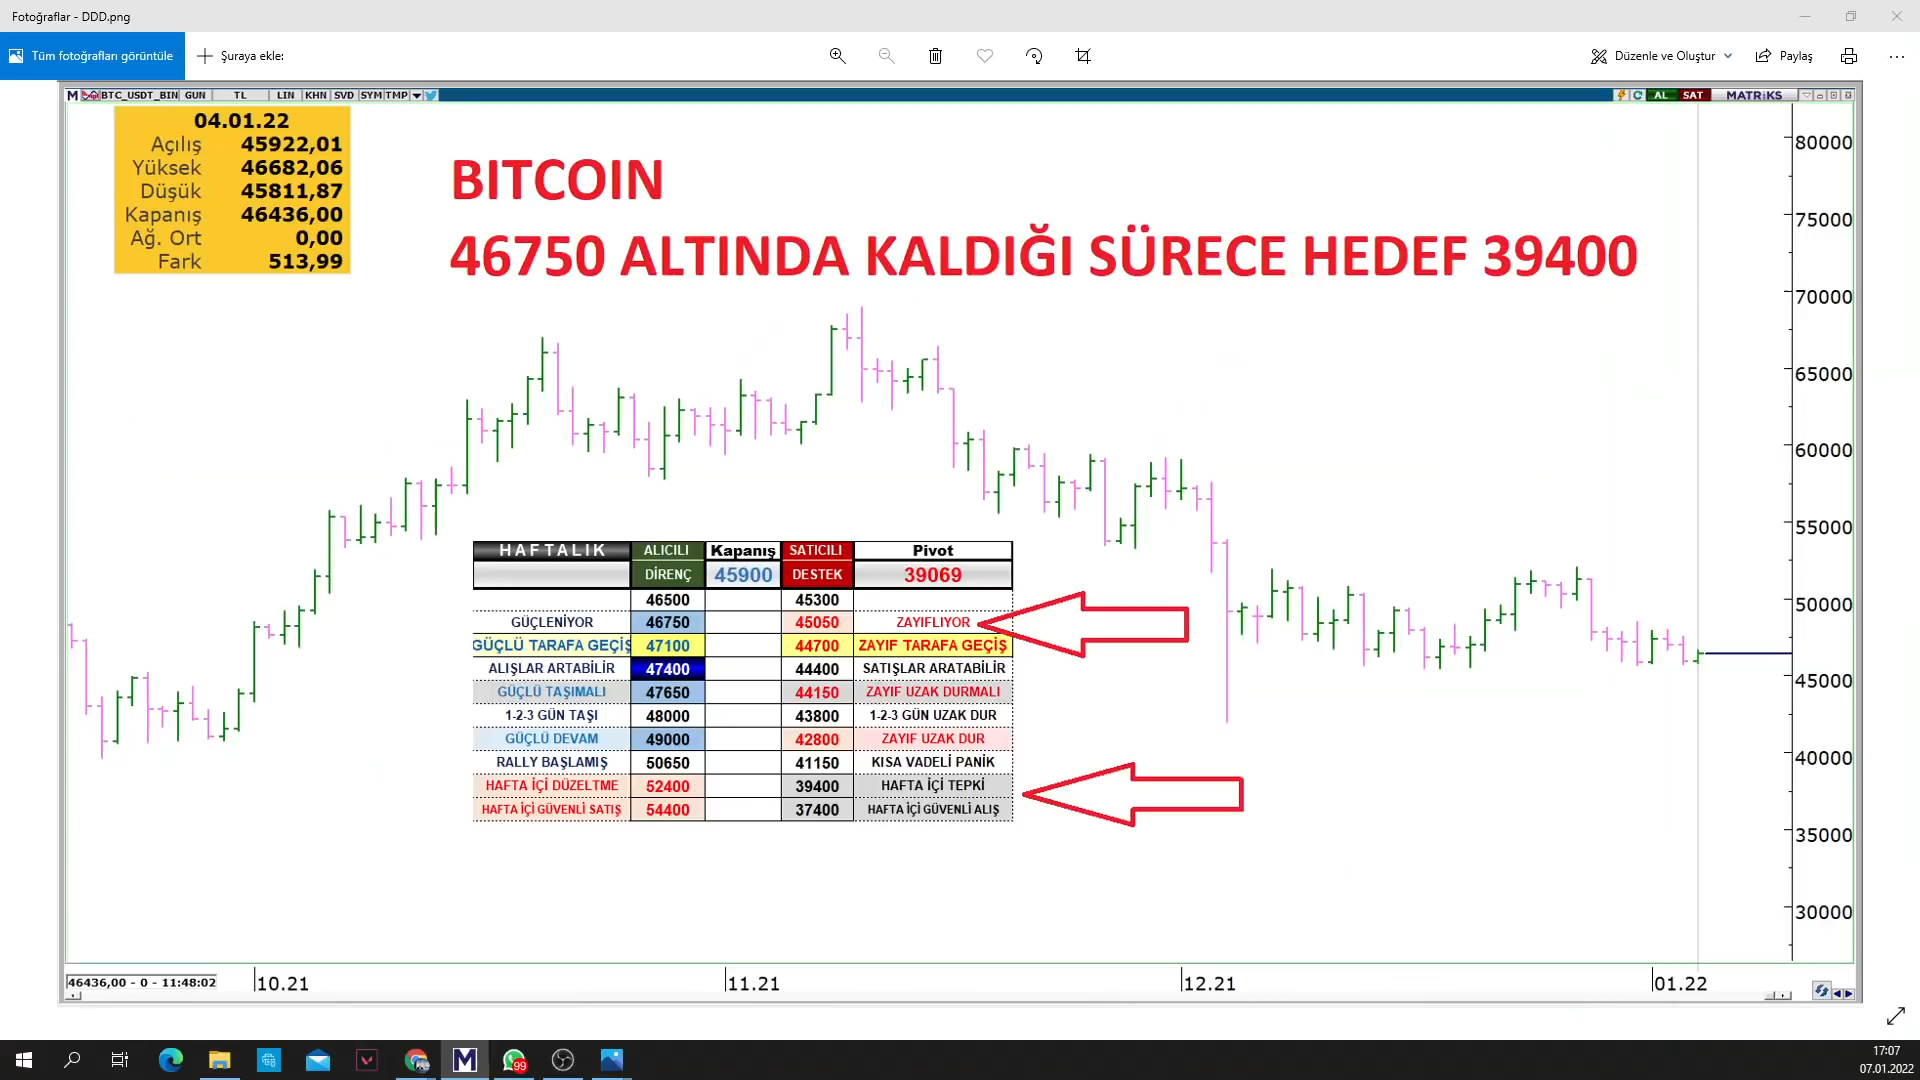 Fotoğraflar - DDD.png
Tüm fotoğrafları görüntüle
Şuraya ekle:
Düzenle ve Oluştur
Paylaş
BTC_USDT_BIN GUN TL LIN KHN SVD SYM TMP
AL SAT MATRiKS
04.01.22
Açılış 45922,01
Yüksek 46682,06
Düşük 45811,87
Kapanış 46436,00
Ağ. Ort 0,00
Fark 513,99
BITCOIN
46750 ALTINDA KALDIĞI SÜRECE HEDEF 39400
80000
75000
70000
65000
60000
55000
50000
45000
40000
35000
30000
HAFTALIK ALICILI Kapanış SATICILI Pivot
DİRENÇ 45900 DESTEK 39069
46500 45300
GÜÇLENİYOR 46750 45050 ZAYIFLIYOR
GÜÇLÜ TARAFA GEÇİŞ 47100 44700 ZAYIF TARAFA GEÇİŞ
ALIŞLAR ARTABİLİR 47400 44400 SATIŞLAR ARATABİLİR
GÜÇLÜ TAŞIMALI 47650 44150 ZAYIF UZAK DURMALI
1-2-3 GÜN TAŞI 48000 43800 1-2-3 GÜN UZAK DUR
GÜÇLÜ DEVAM 49000 42800 ZAYIF UZAK DUR
RALLY BAŞLAMIŞ 50650 41150 KISA VADELİ PANİK
HAFTA İÇİ DÜZELTME 52400 39400 HAFTA İÇİ TEPKİ
HAFTA İÇİ GÜVENLİ SATIŞ 54400 37400 HAFTA İÇİ GÜVENLİ ALIŞ
46436,00 - 0 - 11:48:02
10.21
11.21
12.21
01.22
99
17:07
07.01.2022